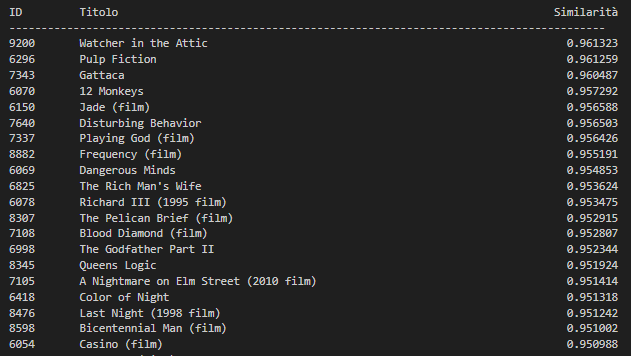 ID Titolo Similarità
--------------------------------------------------------------------------------------------
9200 Watcher in the Attic 0.961323
6296 Pulp Fiction 0.961259
7343 Gattaca 0.960487
6070 12 Monkeys 0.957292
6150 Jade (film) 0.956588
7640 Disturbing Behavior 0.956503
7337 Playing God (film) 0.956426
8882 Frequency (film) 0.955191
6069 Dangerous Minds 0.954853
6825 The Rich Man's Wife 0.953624
6078 Richard III (1995 film) 0.953475
8307 The Pelican Brief (film) 0.952915
7108 Blood Diamond (film) 0.952807
6998 The Godfather Part II 0.952344
8345 Queens Logic 0.951924
7105 A Nightmare on Elm Street (2010 film) 0.951414
6418 Color of Night 0.951318
8476 Last Night (1998 film) 0.951242
8598 Bicentennial Man (film) 0.951002
6054 Casino (film) 0.950988